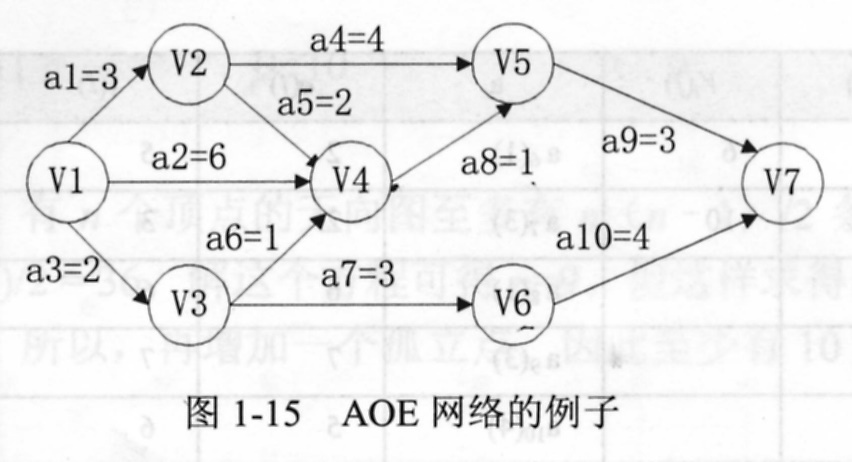 a4=4
V2
V5
a1=3
a5=2
a9=3
a2=6
a8=1
V1
V4
V7
a6=1
a10=4
a3=2
a7=3
V3
V6
图 1-15 AOE 网络的例子